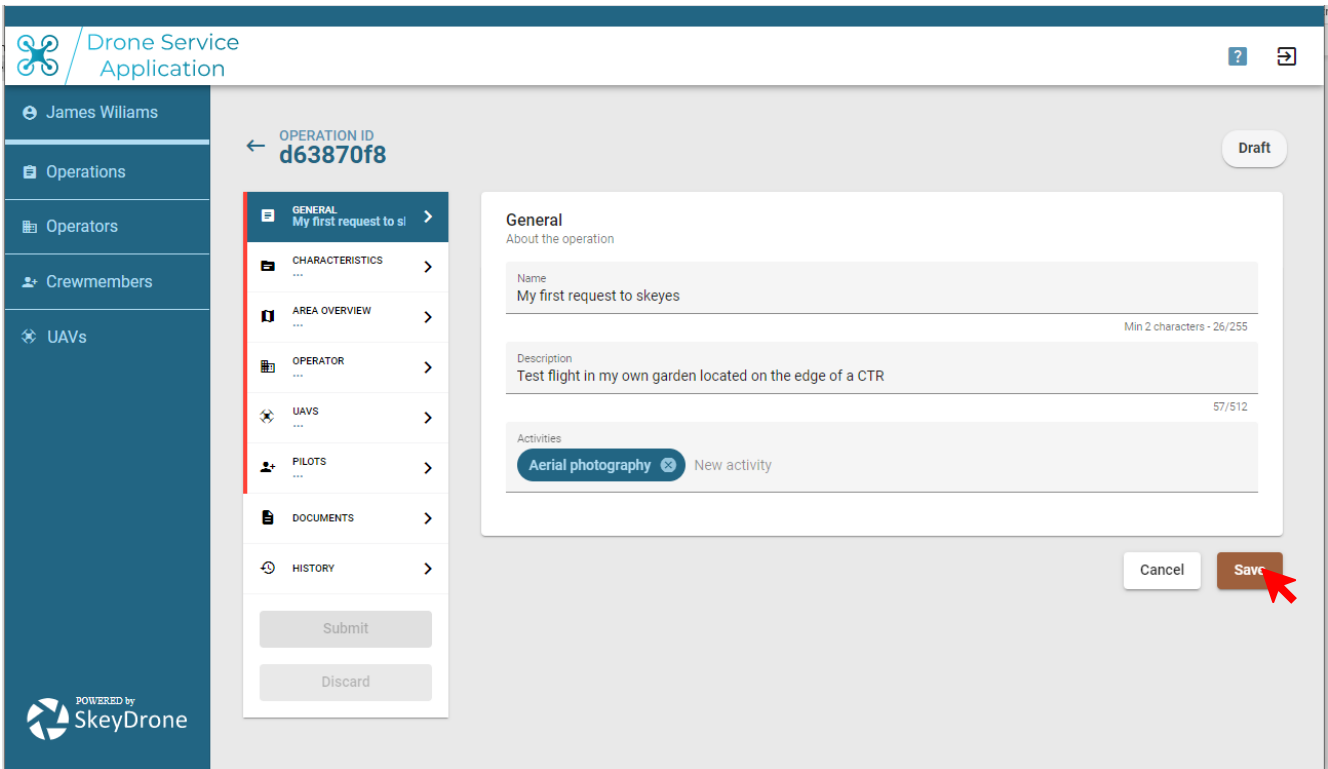 Drone Service
Application
?
James Wiliams
Operations
Operators
Crewmembers
UAVs
POWERED by
SkeyDrone
OPERATION ID
d63870f8
Draft
GENERAL
My first request to sl
CHARACTERISTICS
...
AREA OVERVIEW
...
OPERATOR
...
UAVS
...
PILOTS
...
DOCUMENTS
HISTORY
Submit
Discard
General
About the operation
Name
My first request to skeyes
Min 2 characters - 26/255
Description
Test flight in my own garden located on the edge of a CTR
57/512
Activities
Aerial photography New activity
Cancel
Save